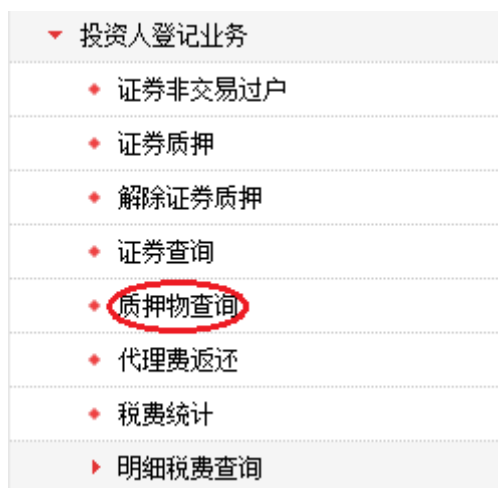 投资人登记业务
证券非交易过户
证券质押
解除证券质押
证券查询
质押物查询
代理费返还
税费统计
明细税费查询